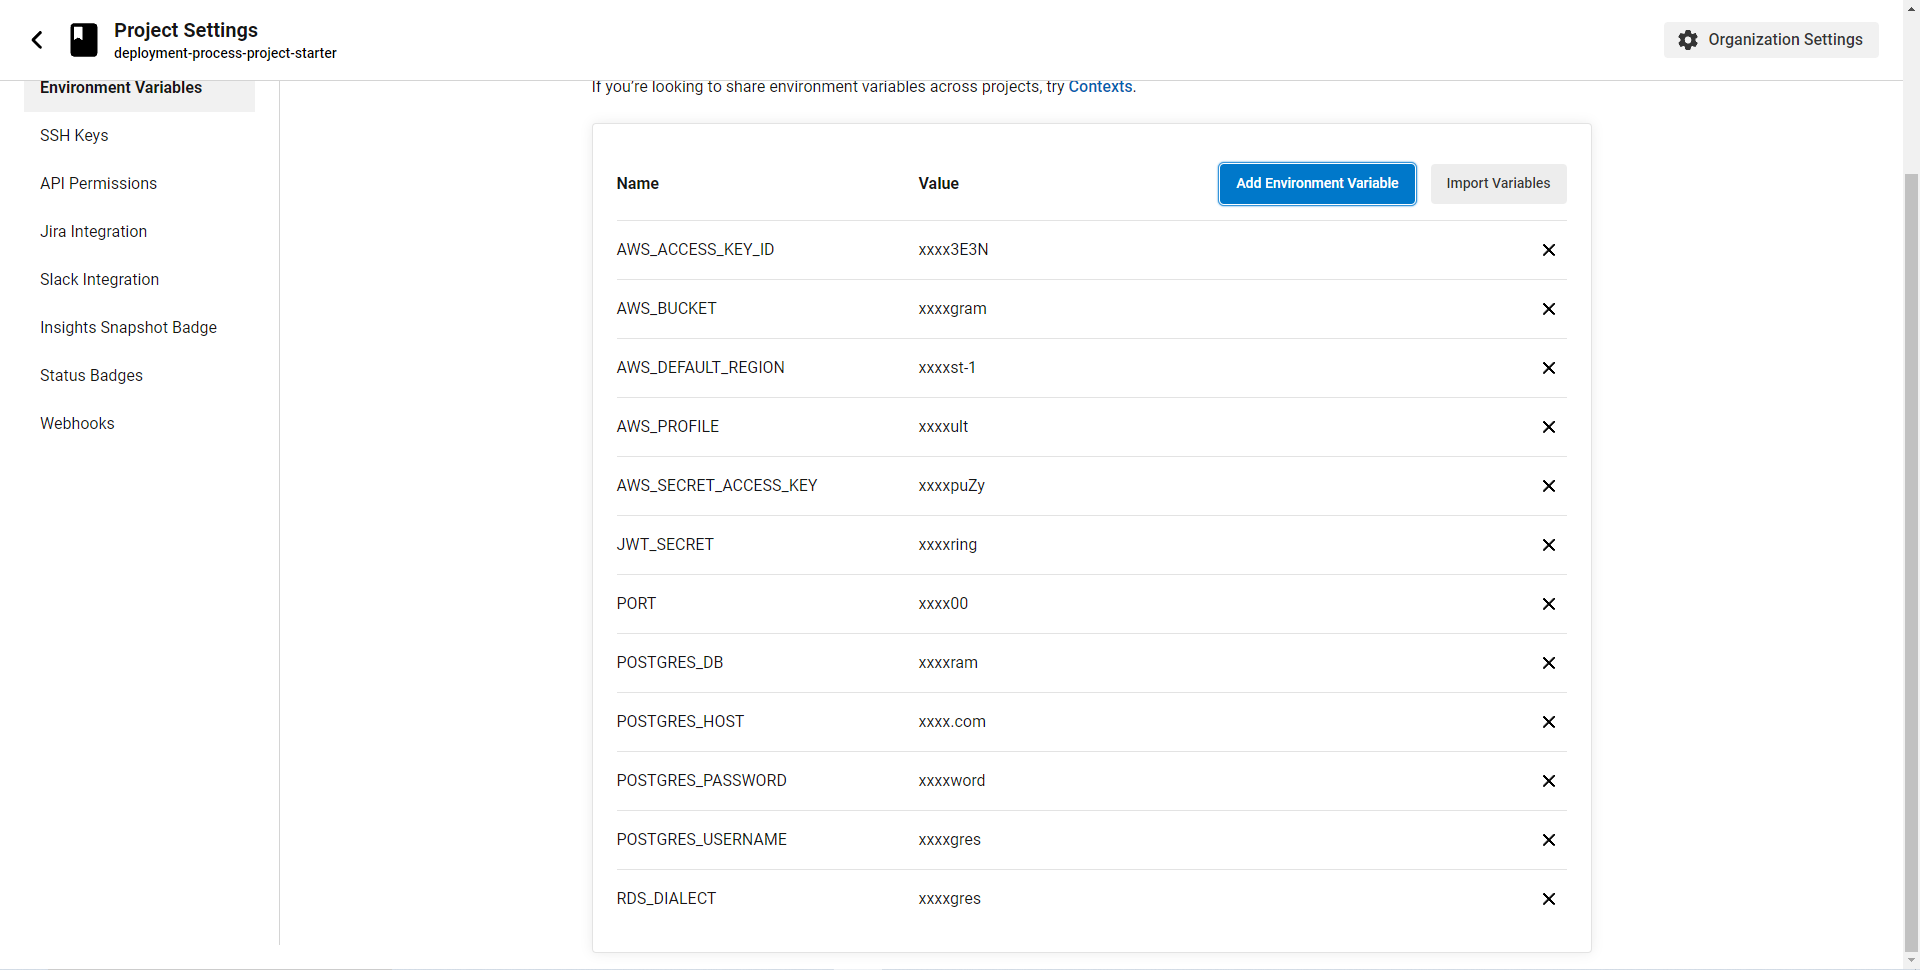 Project Settings
deployment-process-project-starter
Organization Settings
Environment Variables
SSH Keys
API Permissions
Jira Integration
Slack Integration
Insights Snapshot Badge
Status Badges
Webhooks
If you're looking to share environment variables across projects, try Contexts.
Name Value Add Environment Variable Import Variables
AWS_ACCESS_KEY_ID xxxx3E3N
AWS_BUCKET xxxxgram
AWS_DEFAULT_REGION xxxxst-1
AWS_PROFILE xxxxult
AWS_SECRET_ACCESS_KEY xxxxpuZy
JWT_SECRET xxxxring
PORT xxxx00
POSTGRES_DB xxxxram
POSTGRES_HOST xxxx.com
POSTGRES_PASSWORD xxxxword
POSTGRES_USERNAME xxxxgres
RDS_DIALECT xxxxgres